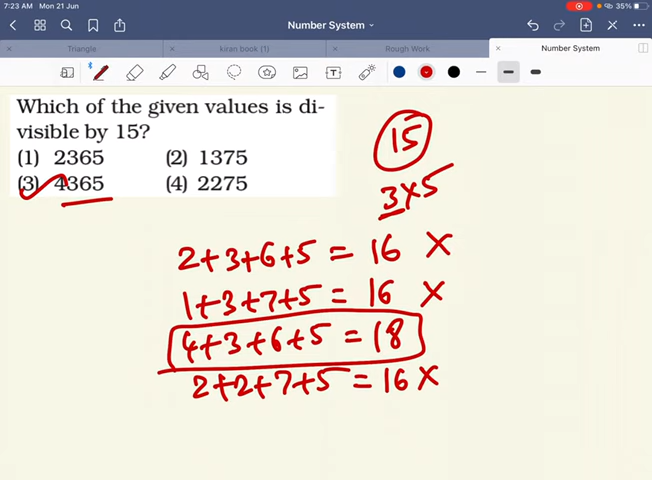 7:23 AM Mon 21 Jun
35%
Number System
Triangle
kiran book (1)
Rough Work
Number System
Which of the given values is di-
visible by 15?
(1) 2365 (2) 1375
(3) 4365 (4) 2275
15
3×5
2+3+6+5 = 16 X
1+3+7+5 = 16 X
4+3+6+5 = 18
2+2+7+5 = 16 X